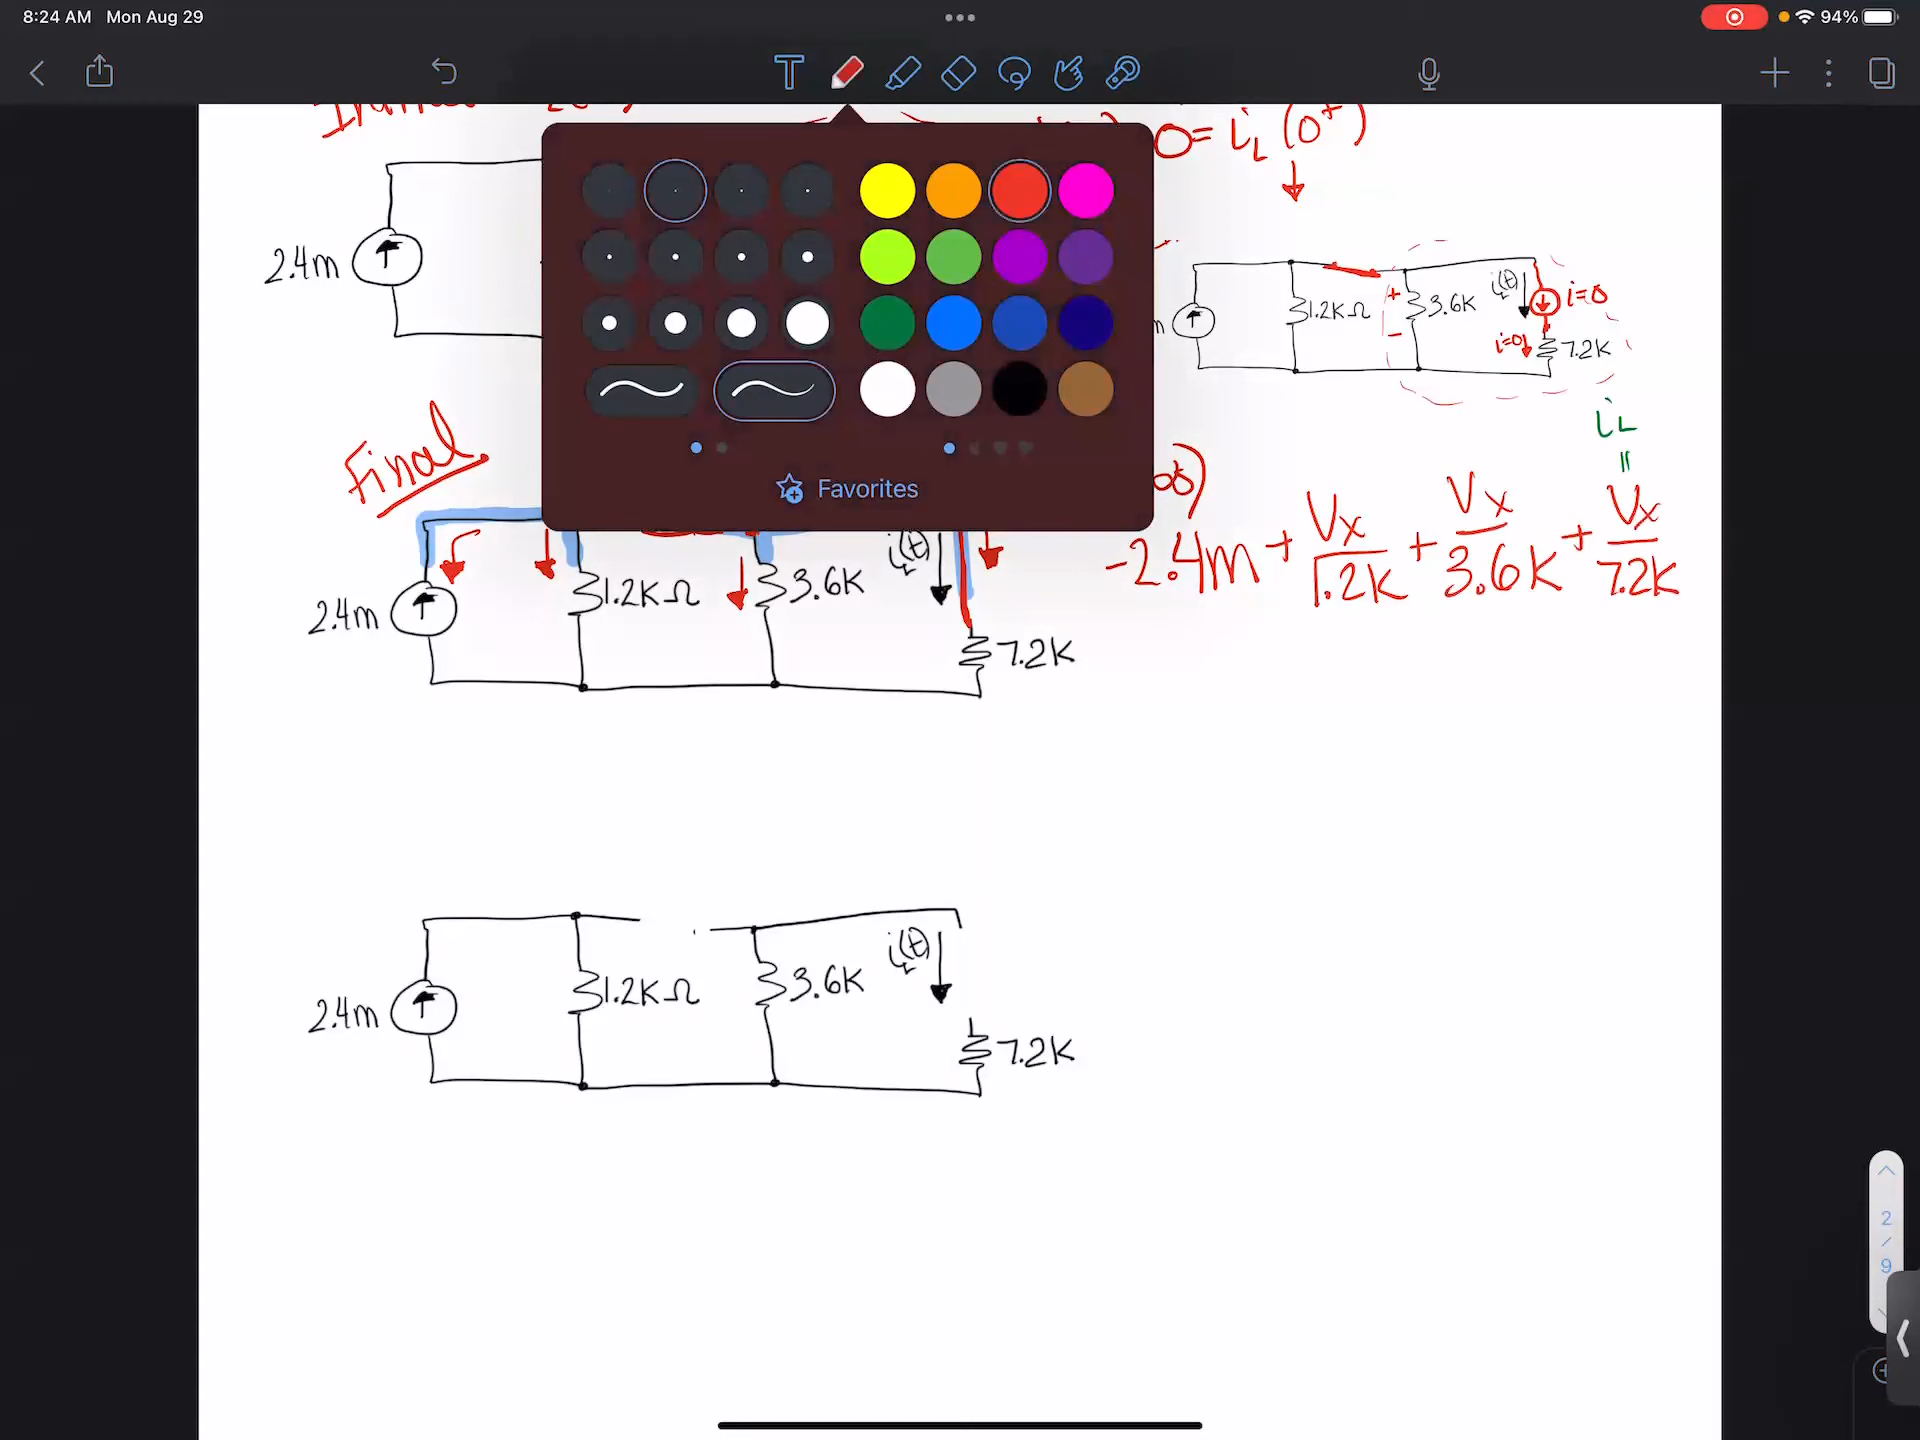 8:24 AM Mon Aug 29
94%
0 = iL (0+)
2.4m
1.2KΩ
+
-
3.6K
i(t)
L
i=0
i=0
7.2K
Favorites
Final
iL
=
-2.4m + Vx/1.2K + Vx/3.6K + Vx/7.2K
2.4m
1.2KΩ
3.6K
i(t)
L
7.2K
2.4m
1.2KΩ
3.6K
i(t)
L
7.2K
2
/
9